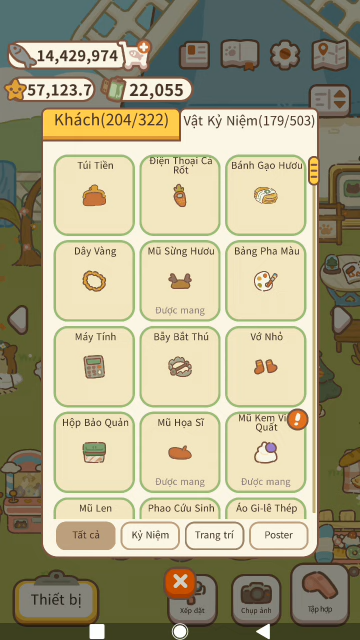 14,429,974
57,123.7
22,055
Khách(204/322)
Vật Kỷ Niệm(179/503)
Túi Tiền
Điện Thoại Cà Rốt
Bánh Gạo Hươu
Dây Vàng
Mũ Sừng Hươu
Bảng Pha Màu
Được mang
Máy Tính
Bẫy Bắt Thú
Vớ Nhỏ
Hộp Bảo Quản
Mũ Họa Sĩ
Mũ Kem Việt Quất
Được mang
Được mang
Mũ Len
Phao Cứu Sinh
Áo Gi-lê Thép
Tất cả
Kỷ Niệm
Trang trí
Poster
Thiết bị
Xếp đặt
Chụp ảnh
Tập hợp